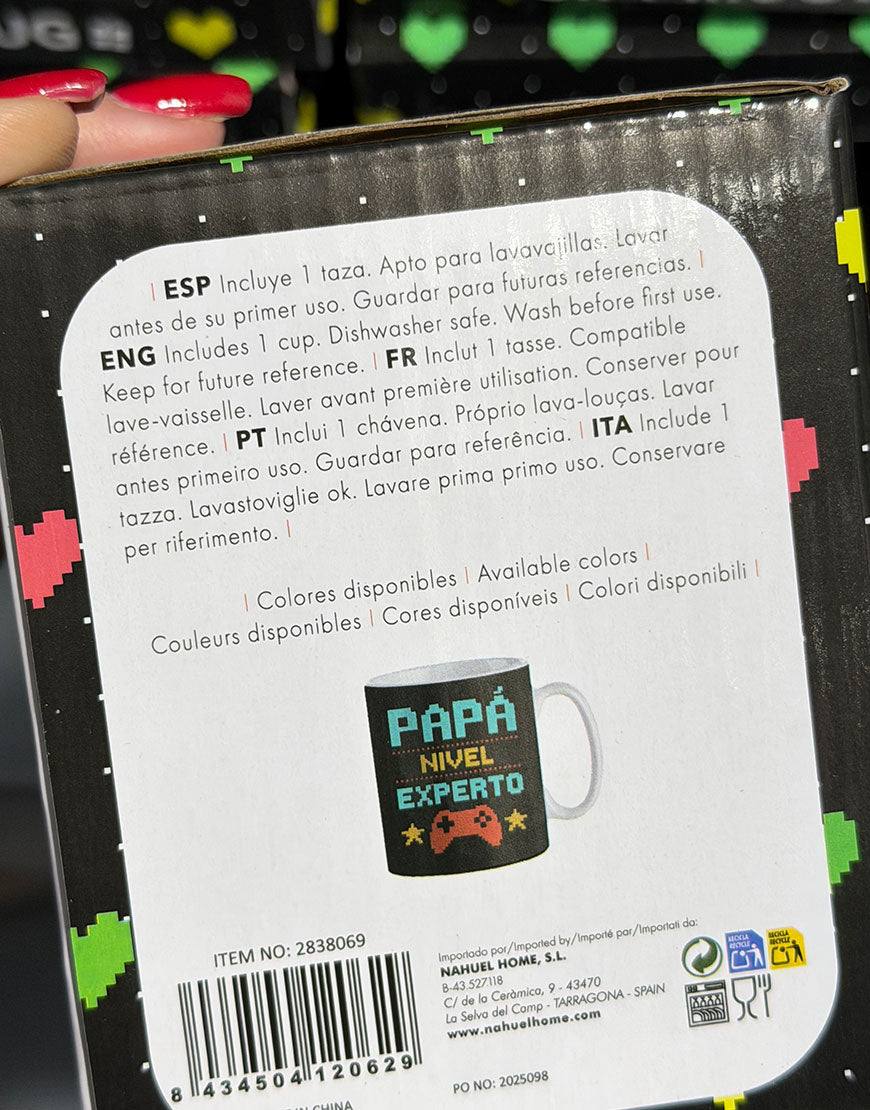 UG
| ESP Incluye 1 taza. Apto para lavavajillas. Lavar
antes de su primer uso. Guardar para futuras referencias. |
ENG Includes 1 cup. Dishwasher safe. Wash before first use.
Keep for future reference. | FR Inclut 1 tasse. Compatible
lave-vaisselle. Laver avant première utilisation. Conserver pour
référence. | PT Inclui 1 chávena. Próprio lava-louças. Lavar
antes primeiro uso. Guardar para referência. | ITA Include 1
tazza. Lavastoviglie ok. Lavare prima primo uso. Conservare
per riferimento. |
| Colores disponibles | Available colors |
Couleurs disponibles | Cores disponíveis | Colori disponibili |
PAPÁ
NIVEL
EXPERTO
ITEM NO: 2838069
8 434504 120629
Importado por/Imported by/Importé par/Importati da:
NAHUEL HOME, S.L.
B-43.527.118
C/ de la Ceràmica, 9 - 43470
La Selva del Camp - TARRAGONA - SPAIN
www.nahuelhome.com
RECICLA
RECYCLE
RECICLA
RECYCLE
PO NO: 2025098
IN CHINA